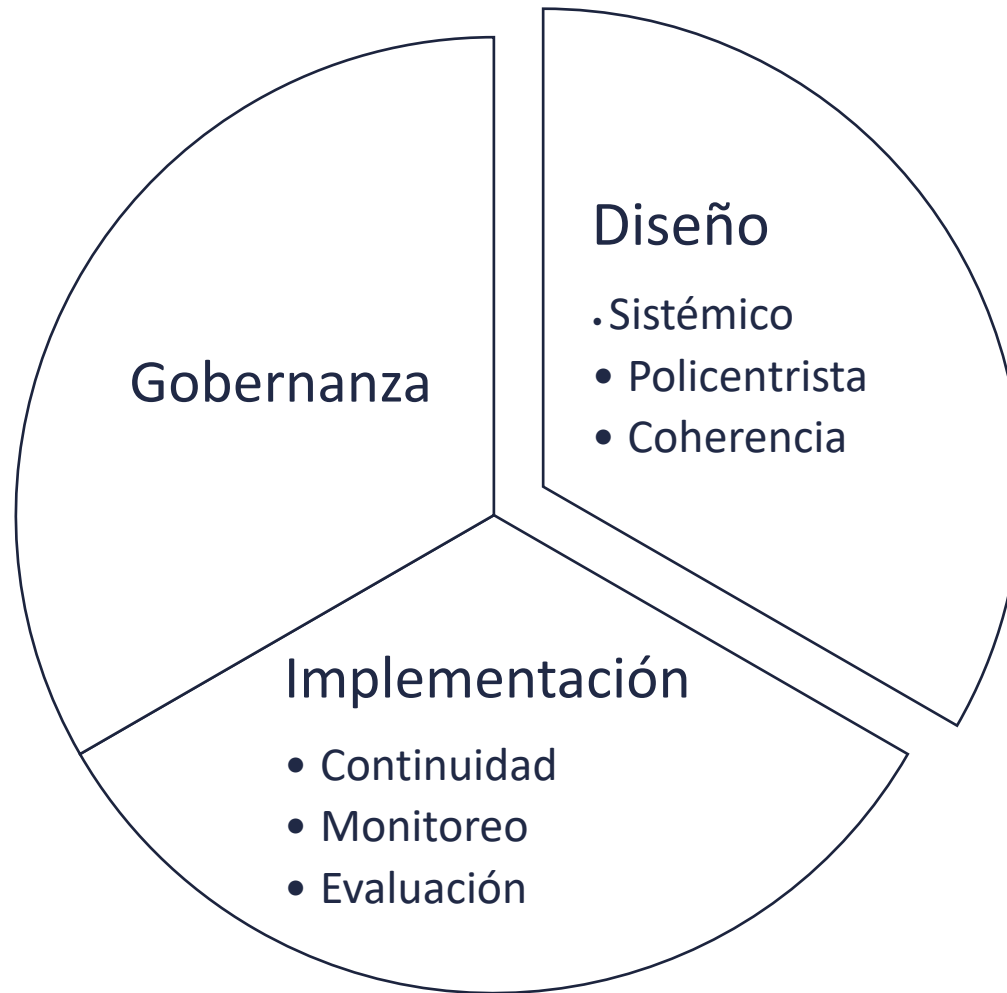 Gobernanza
Diseño
• Sistémico
• Policentrista
• Coherencia
Implementación
• Continuidad
• Monitoreo
• Evaluación